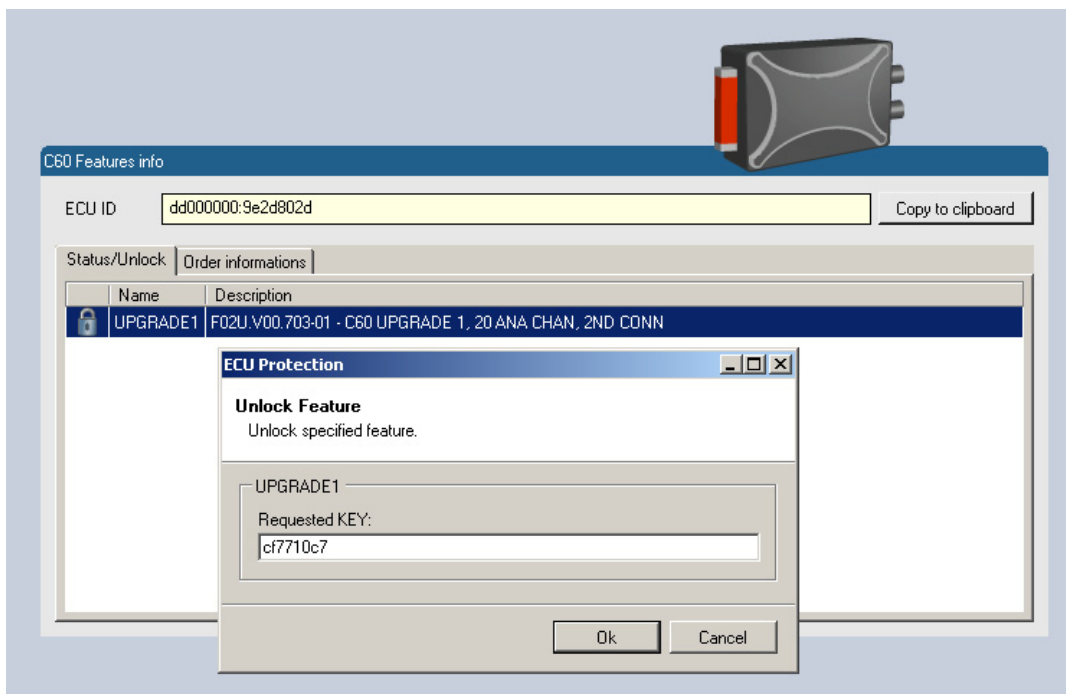 C60 Features info
ECU ID dd000000:9e2d802d Copy to clipboard
Status/Unlock Order informations
Name Description
UPGRADE1 F02U.V00.703-01 - C60 UPGRADE 1, 20 ANA CHAN, 2ND CONN
ECU Protection
Unlock Feature
Unlock specified feature.
UPGRADE1
Requested KEY:
cf7710c7
Ok Cancel